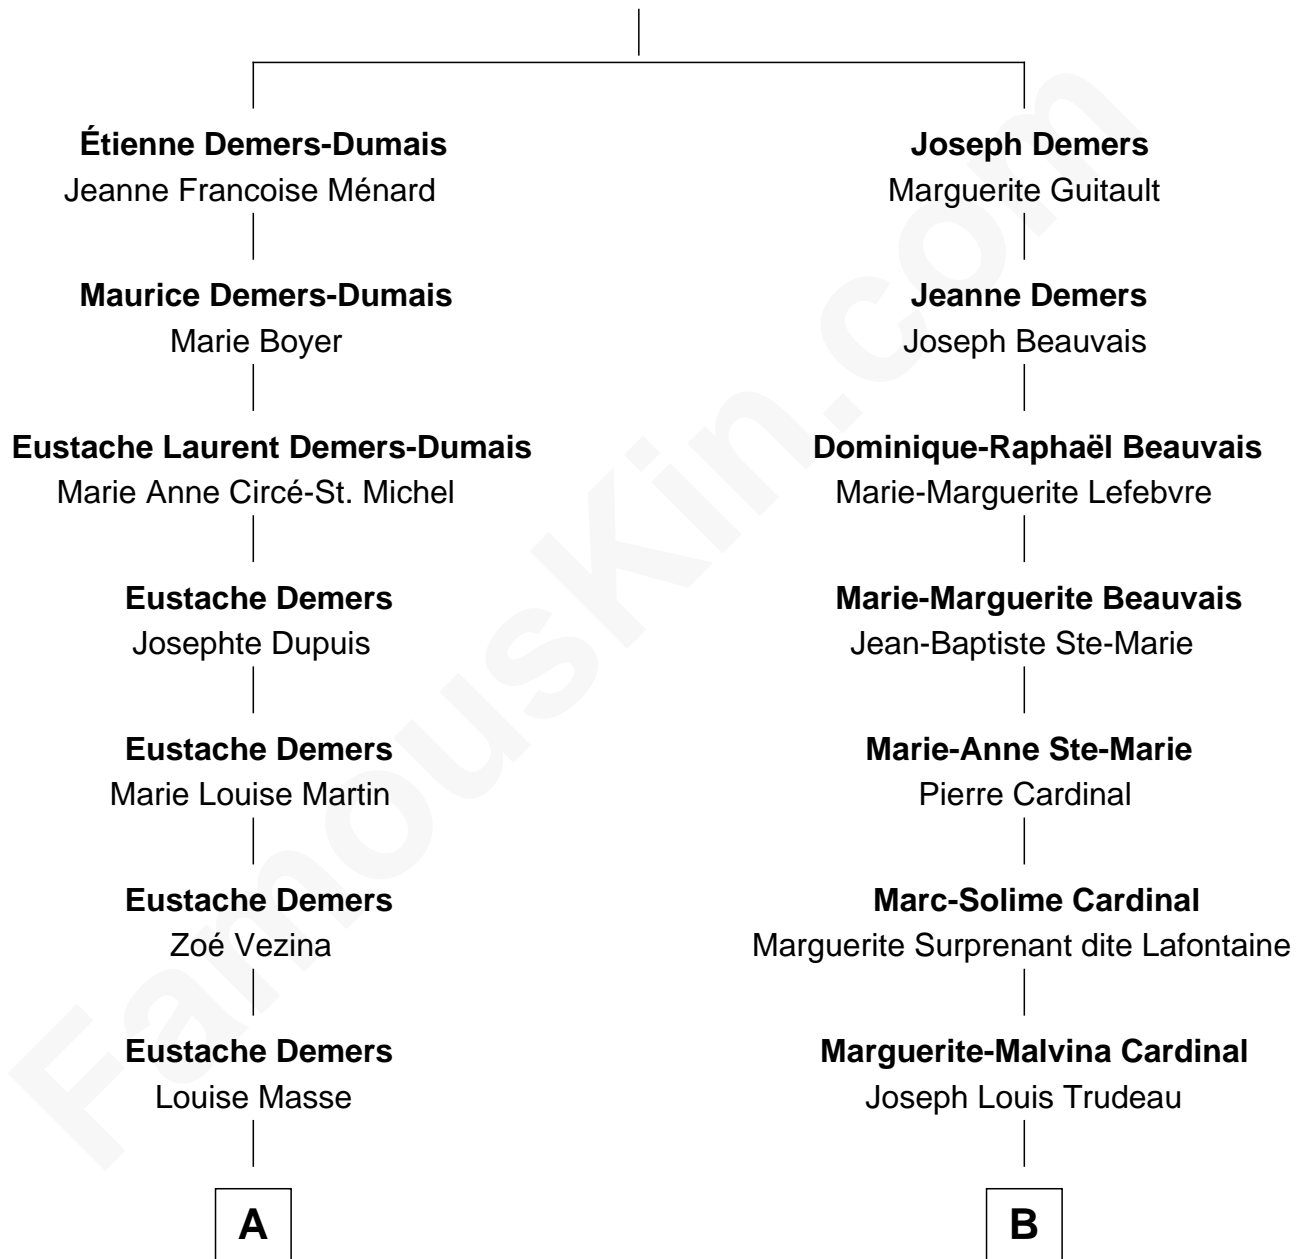 Étienne Demers-Dumais
Jeanne Francoise Ménard
Maurice Demers-Dumais
Marie Boyer
Eustache Laurent Demers-Dumais
Marie Anne Circé-St. Michel
Eustache Demers
Josephte Dupuis
Eustache Demers
Marie Louise Martin
Eustache Demers
Zoé Vezina
Eustache Demers
Louise Masse
A
Joseph Demers
Marguerite Guitault
Jeanne Demers
Joseph Beauvais
Dominique-Raphaël Beauvais
Marie-Marguerite Lefebvre
Marie-Marguerite Beauvais
Jean-Baptiste Ste-Marie
Marie-Anne Ste-Marie
Pierre Cardinal
Marc-Solime Cardinal
Marguerite Surprenant dite Lafontaine
Marguerite-Malvina Cardinal
Joseph Louis Trudeau
B
FamousKin.com